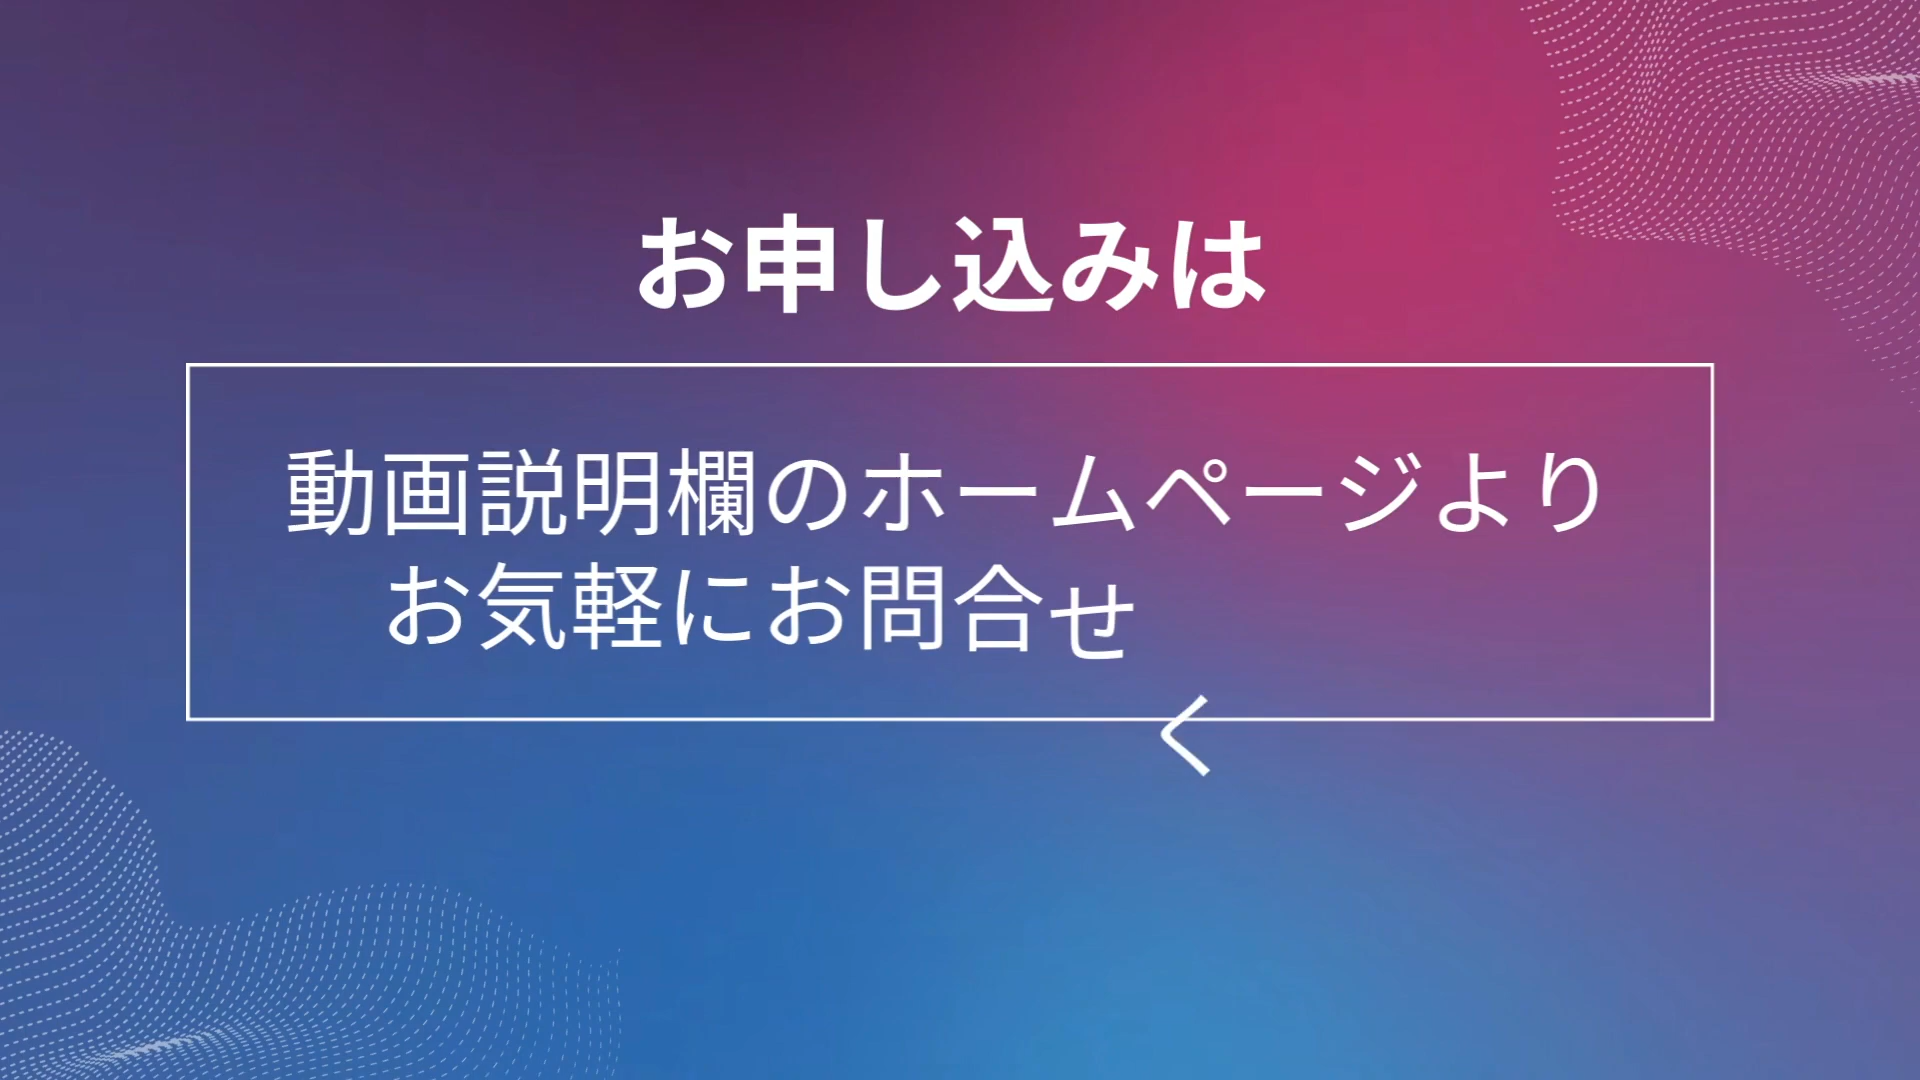 お申し込みは
動画説明欄のホームページより
お気軽にお問合せく